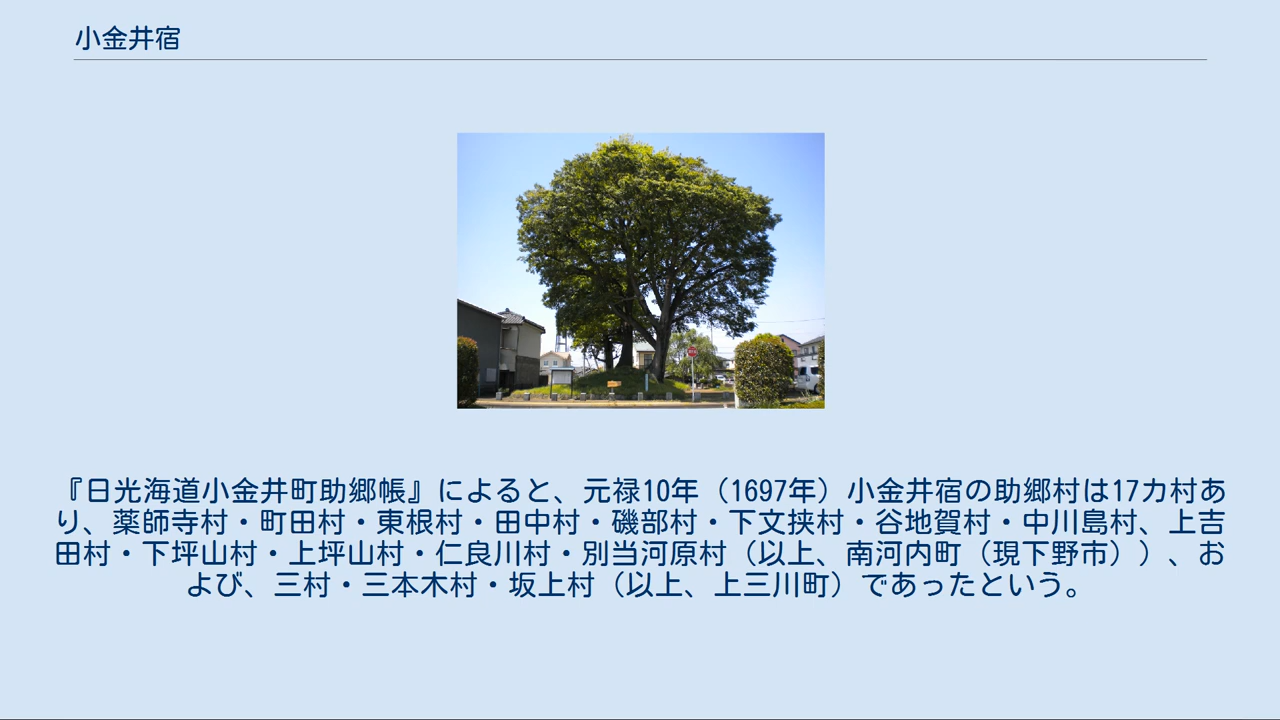 小金井宿
『日光海道小金井町助郷帳』によると、元禄10年（1697年）小金井宿の助郷村は17カ村あ
り、薬師寺村・町田村・東根村・田中村・磯部村・下文挟村・谷地賀村・中川島村、上吉
田村・下坪山村・上坪山村・仁良川村・別当河原村（以上、南河内町（現下野市））、お
よび、三村・三本木村・坂上村（以上、上三川町）であったという。